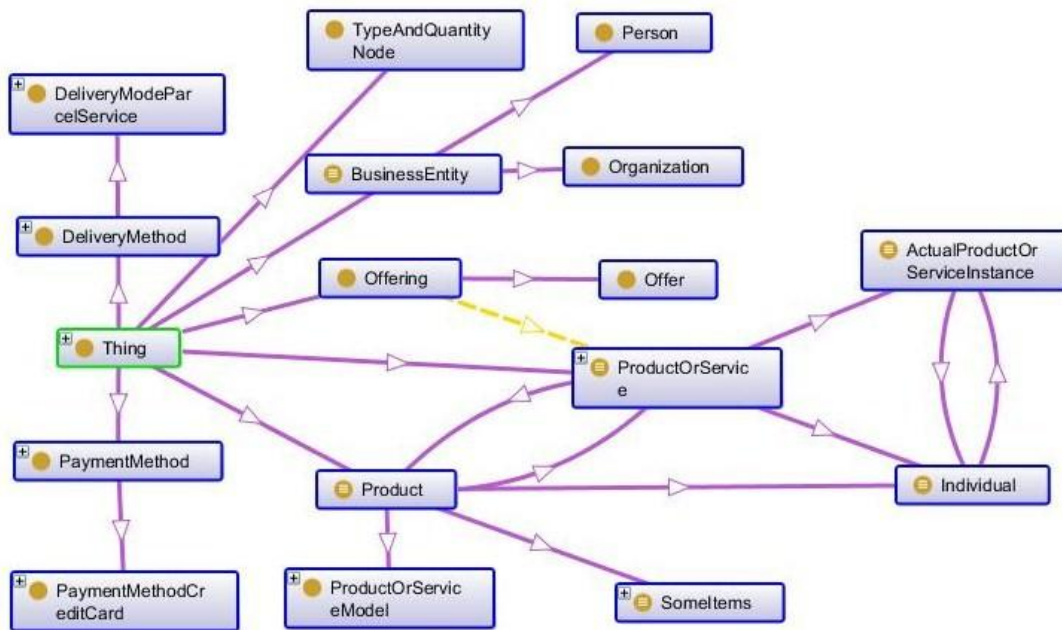 TypeAndQuantity
Node
Person
DeliveryModePar
celService
BusinessEntity
Organization
DeliveryMethod
ActualProductOr
ServiceInstance
Offering
Offer
Thing
ProductOrServic
e
PaymentMethod
Product
Individual
PaymentMethodCr
editCard
ProductOrServic
eModel
SomeItems